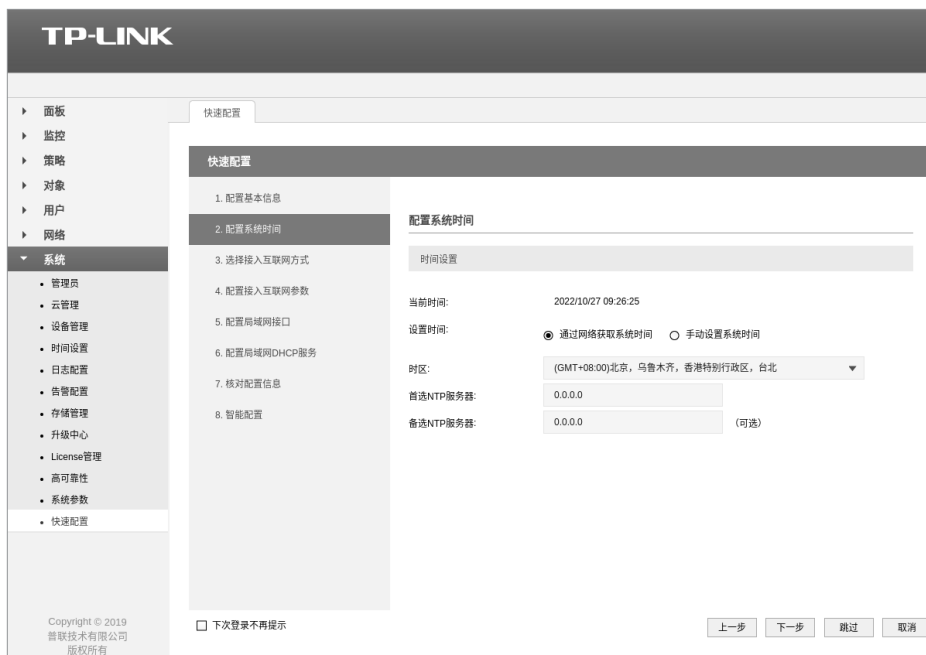 TP-LINK
面板
监控
策略
对象
用户
网络
系统
管理员
云管理
设备管理
时间设置
日志配置
告警配置
存储管理
升级中心
License管理
高可靠性
系统参数
快速配置
Copyright © 2019
普联技术有限公司
版权所有
快速配置
快速配置
1. 配置基本信息
2. 配置系统时间
3. 选择接入互联网方式
4. 配置接入互联网参数
5. 配置局域网接口
6. 配置局域网DHCP服务
7. 核对配置信息
8. 智能配置
配置系统时间
时间设置
当前时间: 2022/10/27 09:26:25
设置时间: 通过网络获取系统时间 手动设置系统时间
时区: (GMT+08:00)北京，乌鲁木齐，香港特别行政区，台北
首选NTP服务器: 0.0.0.0
备选NTP服务器: 0.0.0.0 （可选）
下次登录不再提示
上一步 下一步 跳过 取消